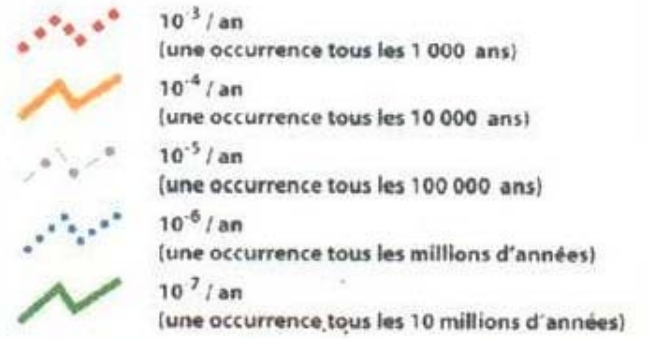 10⁻³ / an
(une occurrence tous les 1 000 ans)
10⁻⁴ / an
(une occurrence tous les 10 000 ans)
10⁻⁵ / an
(une occurrence tous les 100 000 ans)
10⁻⁶ / an
(une occurrence tous les millions d'années)
10⁻⁷ / an
(une occurrence tous les 10 millions d'années)